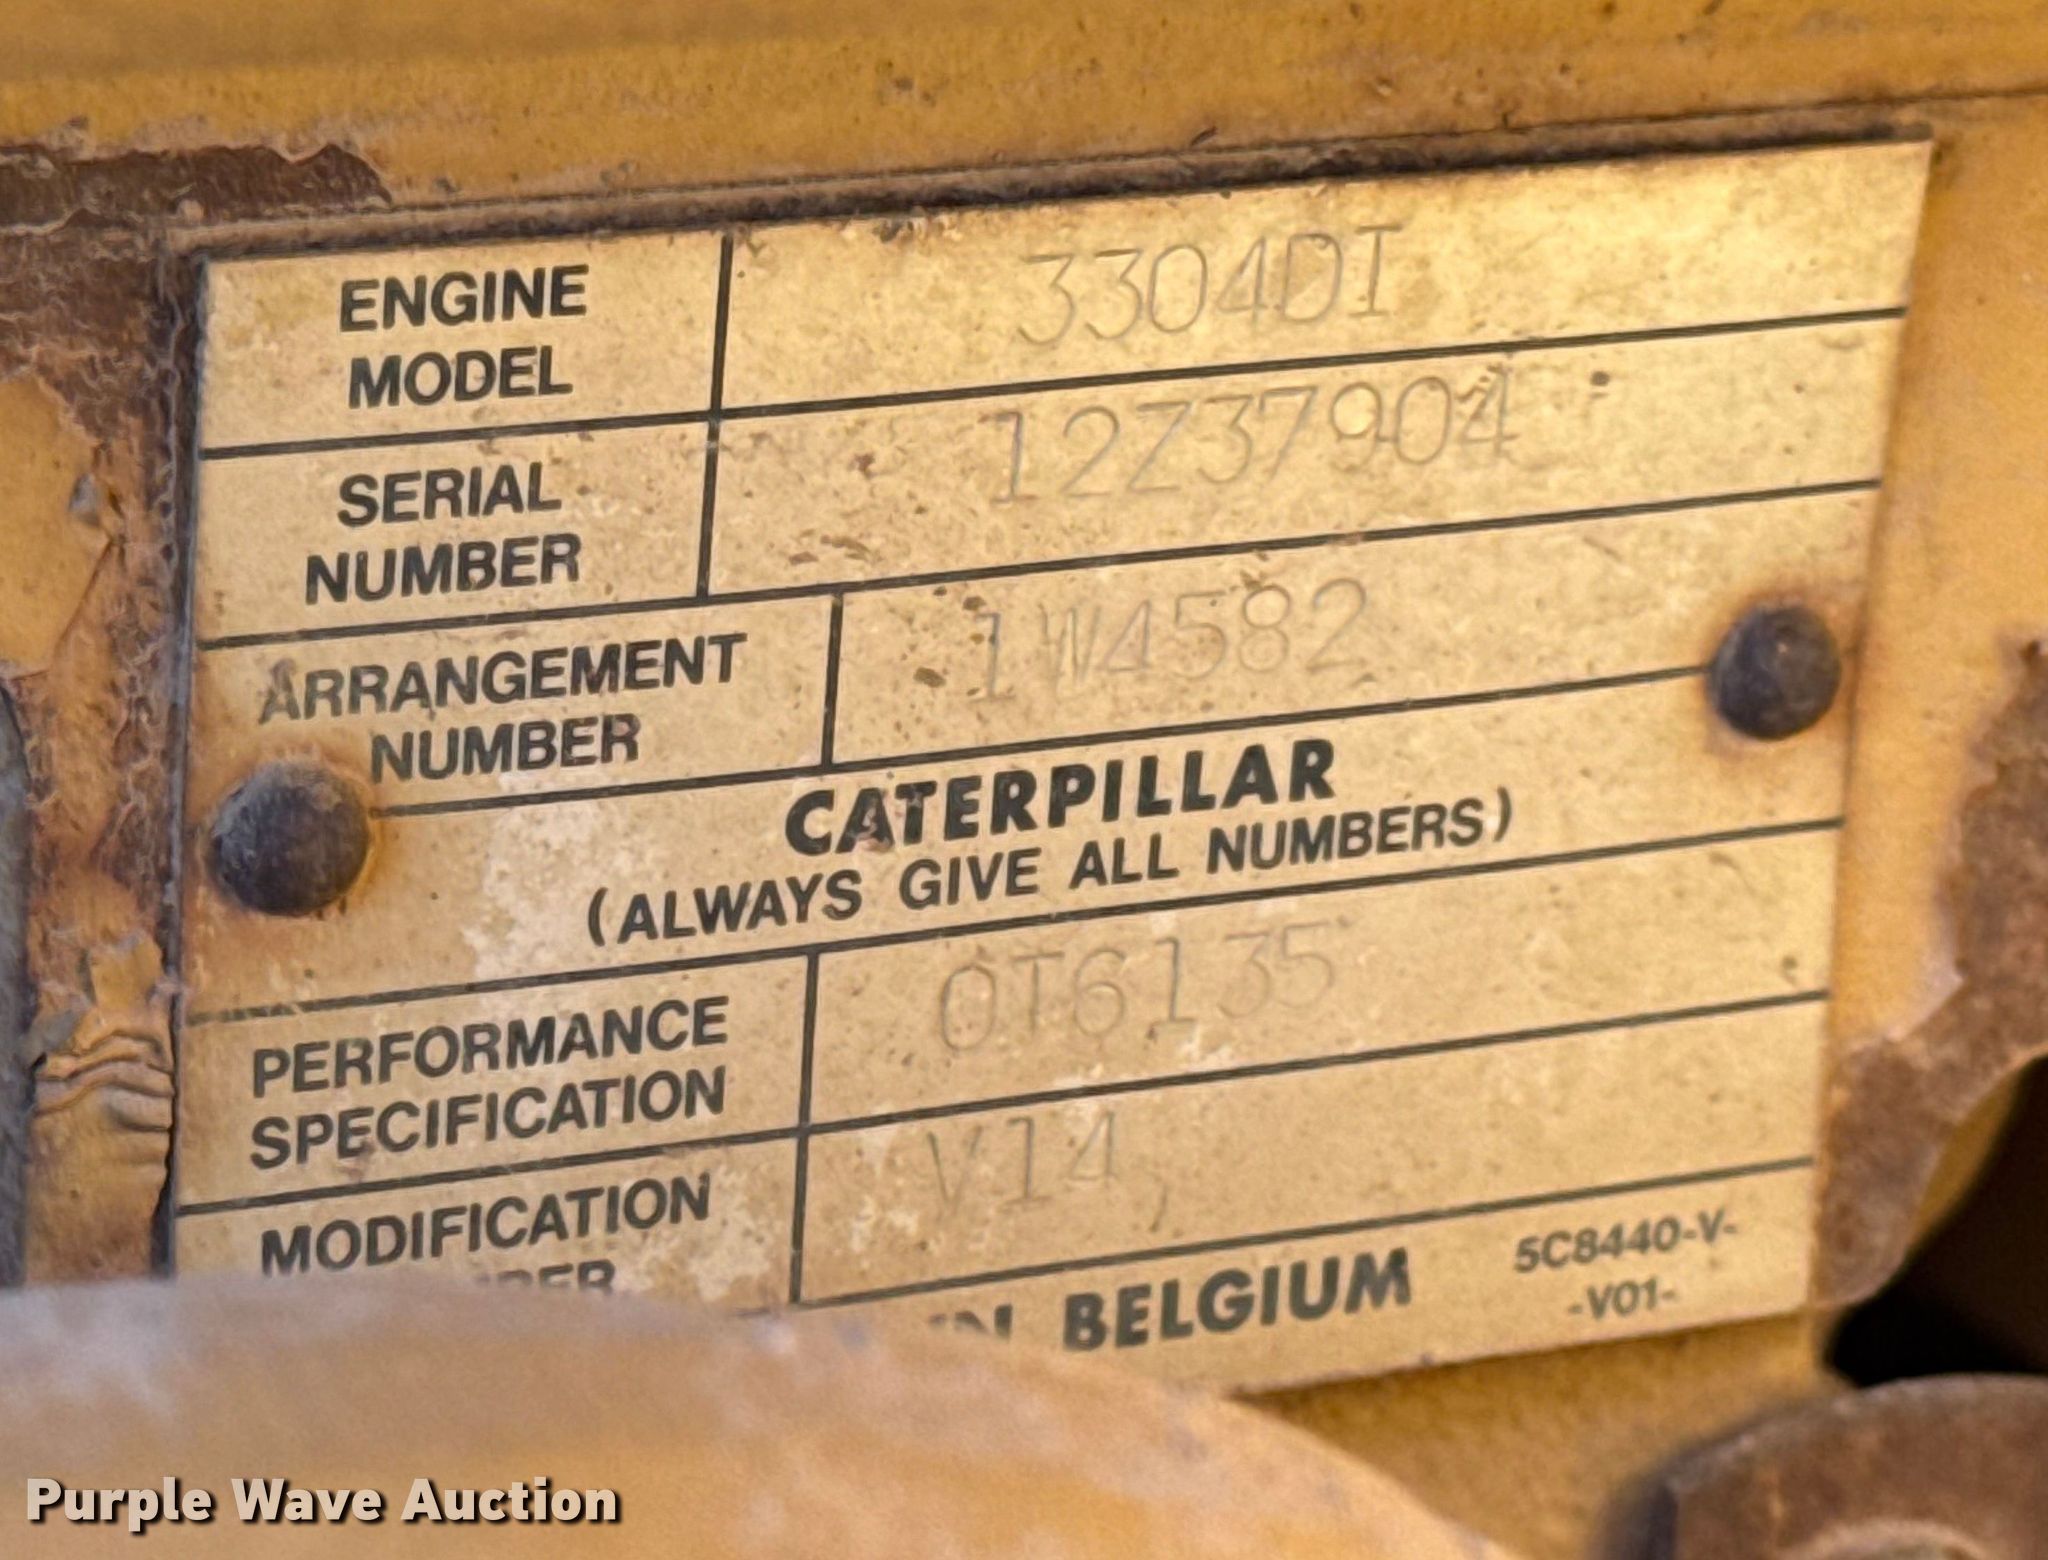 ENGINE
MODEL
3304DI
SERIAL
NUMBER
12Z37904
ARRANGEMENT
NUMBER
1W4582
CATERPILLAR
(ALWAYS GIVE ALL NUMBERS)
PERFORMANCE
SPECIFICATION
0T6135
MODIFICATION
V14
IN BELGIUM
5C8440-V-
-V01-
Purple Wave Auction